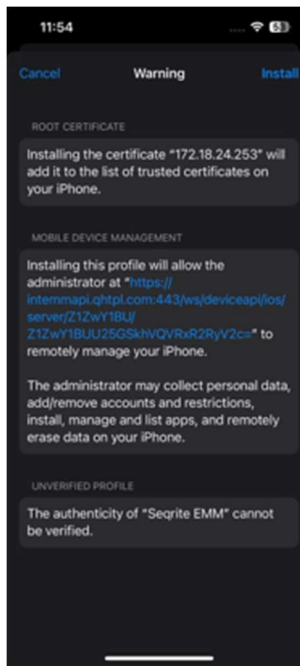 11:54
Cancel
Warning
Install
ROOT CERTIFICATE
Installing the certificate “172.18.24.253” will
add it to the list of trusted certificates on
your iPhone.
MOBILE DEVICE MANAGEMENT
Installing this profile will allow the
administrator at “https://
internmapi.qhtpl.com:443/ws/deviceapi/ios/
server/Z1ZwY1BU/
Z1ZwY1BUU25GSkhVQVRxR2RyV2c=” to
remotely manage your iPhone.
The administrator may collect personal data,
add/remove accounts and restrictions,
install, manage and list apps, and remotely
erase data on your iPhone.
UNVERIFIED PROFILE
The authenticity of “Seqrite EMM” cannot
be verified.